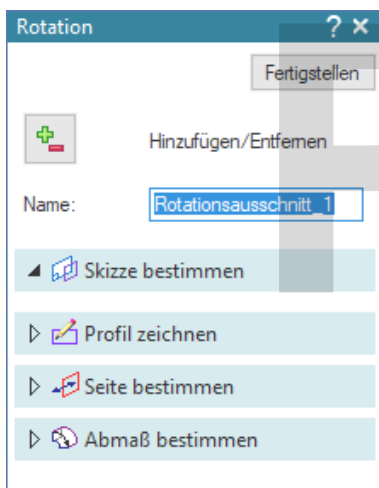 Rotation ? ×
Fertigstellen
Hinzufügen/Entfernen
Name: Rotationsausschnitt_1
Skizze bestimmen
Profil zeichnen
Seite bestimmen
Abmaß bestimmen